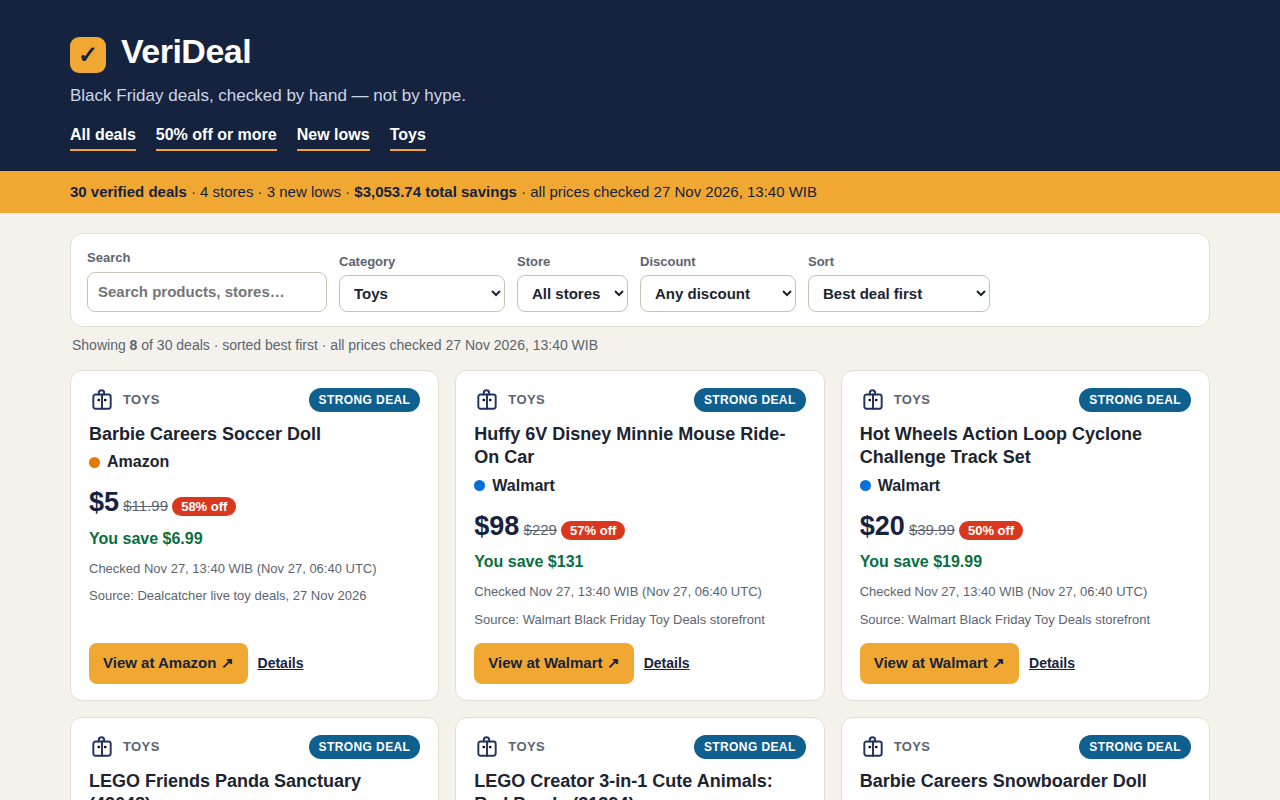 ✓ VeriDeal
Black Friday deals, checked by hand — not by hype.
All deals 50% off or more New lows Toys
30 verified deals · 4 stores · 3 new lows · $3,053.74 total savings · all prices checked 27 Nov 2026, 13:40 WIB
Search Category Store Discount Sort
Search products, stores… Toys All stores Any discount Best deal first
Showing 8 of 30 deals · sorted best first · all prices checked 27 Nov 2026, 13:40 WIB
TOYS STRONG DEAL
Barbie Careers Soccer Doll
Amazon
$5 $11.99 58% off
You save $6.99
Checked Nov 27, 13:40 WIB (Nov 27, 06:40 UTC)
Source: Dealcatcher live toy deals, 27 Nov 2026
View at Amazon ↗ Details
TOYS STRONG DEAL
Huffy 6V Disney Minnie Mouse Ride-
On Car
Walmart
$98 $229 57% off
You save $131
Checked Nov 27, 13:40 WIB (Nov 27, 06:40 UTC)
Source: Walmart Black Friday Toy Deals storefront
View at Walmart ↗ Details
TOYS STRONG DEAL
Hot Wheels Action Loop Cyclone
Challenge Track Set
Walmart
$20 $39.99 50% off
You save $19.99
Checked Nov 27, 13:40 WIB (Nov 27, 06:40 UTC)
Source: Walmart Black Friday Toy Deals storefront
View at Walmart ↗ Details
TOYS STRONG DEAL
LEGO Friends Panda Sanctuary
TOYS STRONG DEAL
LEGO Creator 3-in-1 Cute Animals:
TOYS STRONG DEAL
Barbie Careers Snowboarder Doll